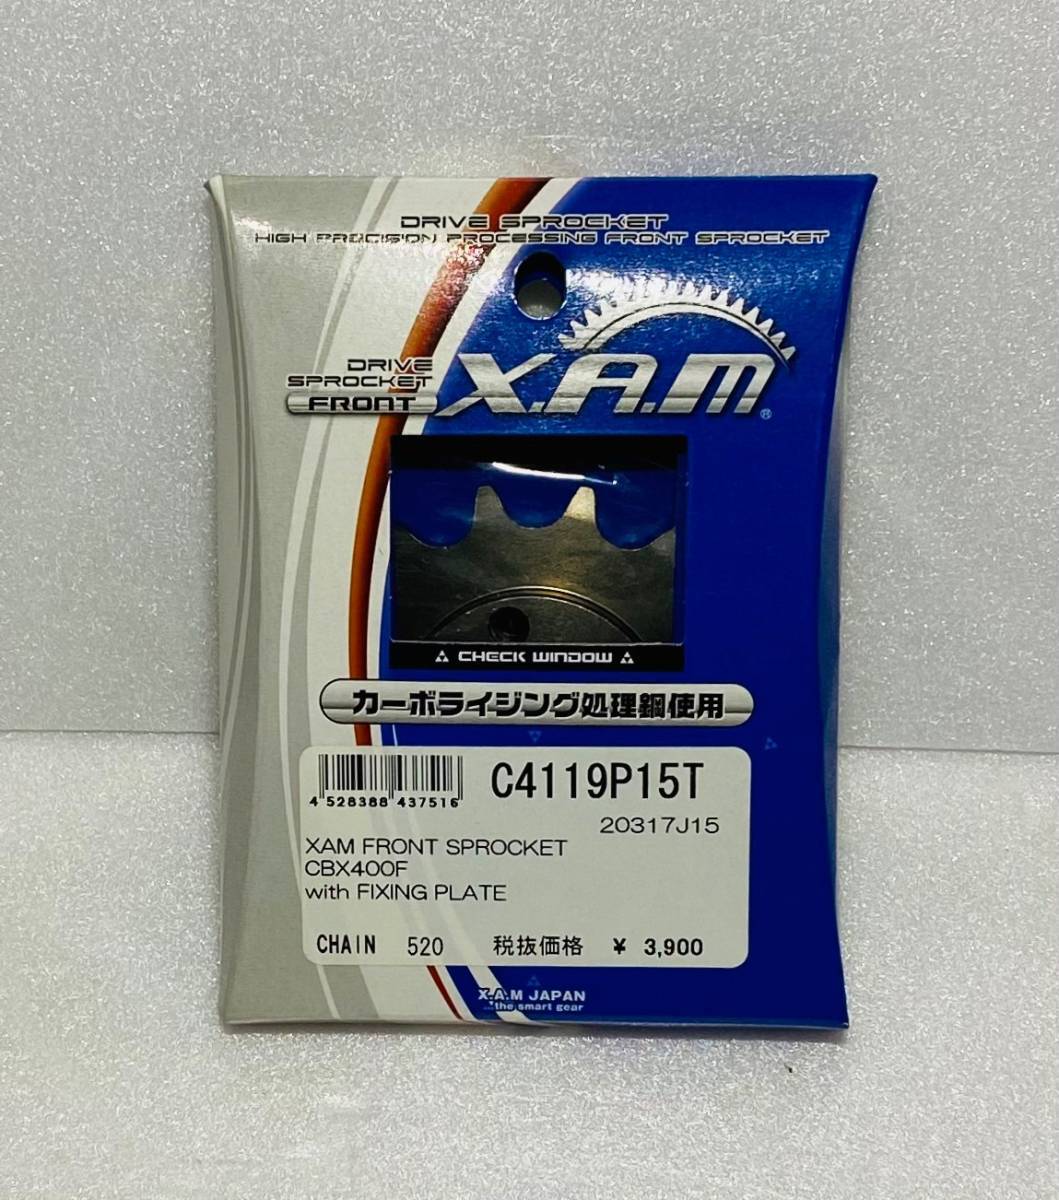 DRIVE SPROCKET
HIGH PRECISION PROCESSING FRONT SPROCKET
DRIVE
SPROCKET
FRONT
X.A.M®
CHECK WINDOW
カーボライジング処理鋼使用
4 528388 437516
C4119P15T
20317J15
XAM FRONT SPROCKET
CBX400F
with FIXING PLATE
CHAIN 520 税抜価格 ¥ 3,900
X.A.M JAPAN
...the smart gear